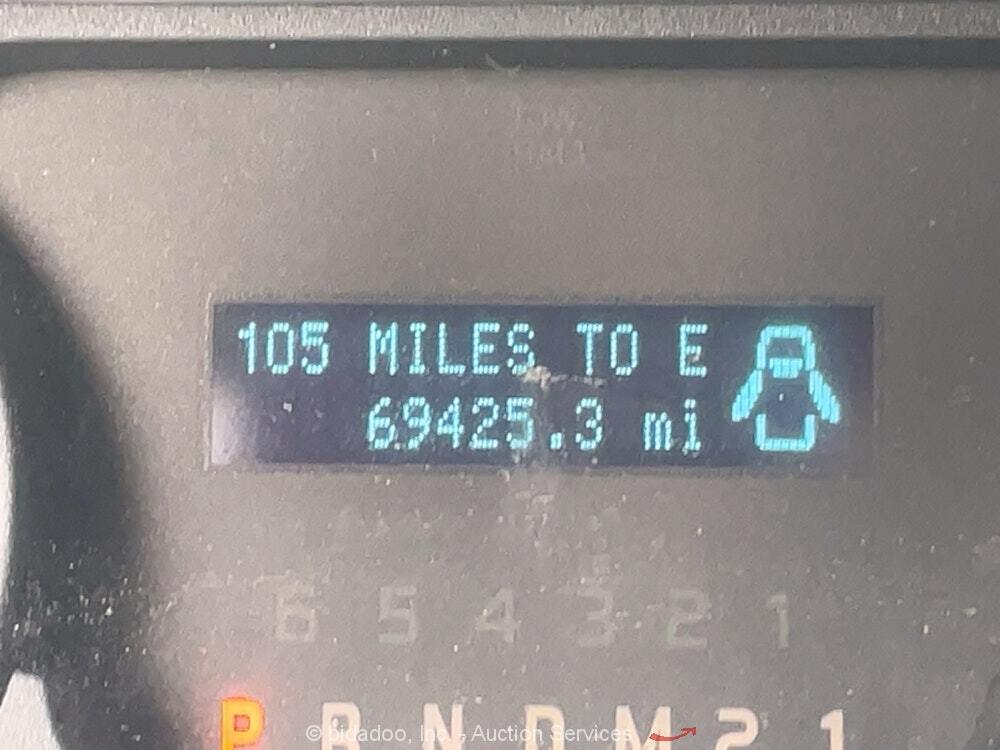 105 MILES TO E
69425.3 mi
6 5 4 3 2 1
P R N D M 2 1
© bidadoo, Inc. - Auction Services